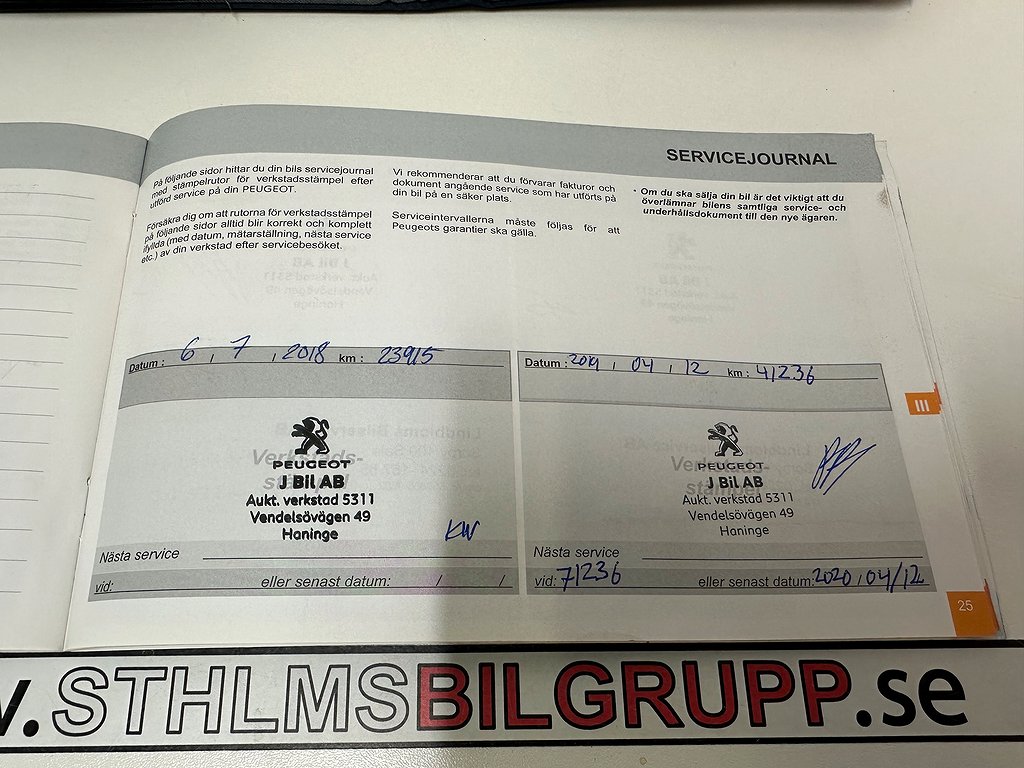 SERVICEJOURNAL
På följande sidor hittar du din bils servicejournal
med stämpelrutor för verkstadsstämpel efter
utförd service på din PEUGEOT.
Försäkra dig om att rutorna för verkstadsstämpel
på följande sidor alltid blir korrekt och komplett
ifyllda (med datum, mätarställning, nästa service
etc.) av din verkstad efter servicebesöket.
Vi rekommenderar att du förvarar fakturor och
dokument angående service som har utförts på
din bil på en säker plats.
Serviceintervallerna måste följas för att
Peugeots garantier ska gälla.
• Om du ska sälja din bil är det viktigt att du
överlämnar bilens samtliga service- och
underhållsdokument till den nye ägaren.
Datum : 6 , 7 , 2018 km : 23915
Verkstads-
stämpel
PEUGEOT
J Bil AB
Aukt. verkstad 5311
Vendelsövägen 49
Haninge
KW
Nästa service
vid: eller senast datum: / /
Datum : 2019 , 04 , 12 km : 41236
Verkstads-
stämpel
PEUGEOT
J Bil AB
Aukt. verkstad 5311
Vendelsövägen 49
Haninge
Nästa service
vid: 71236 eller senast datum: 2020 / 04 / 12
III
25
.STHLMSBILGRUPP.se